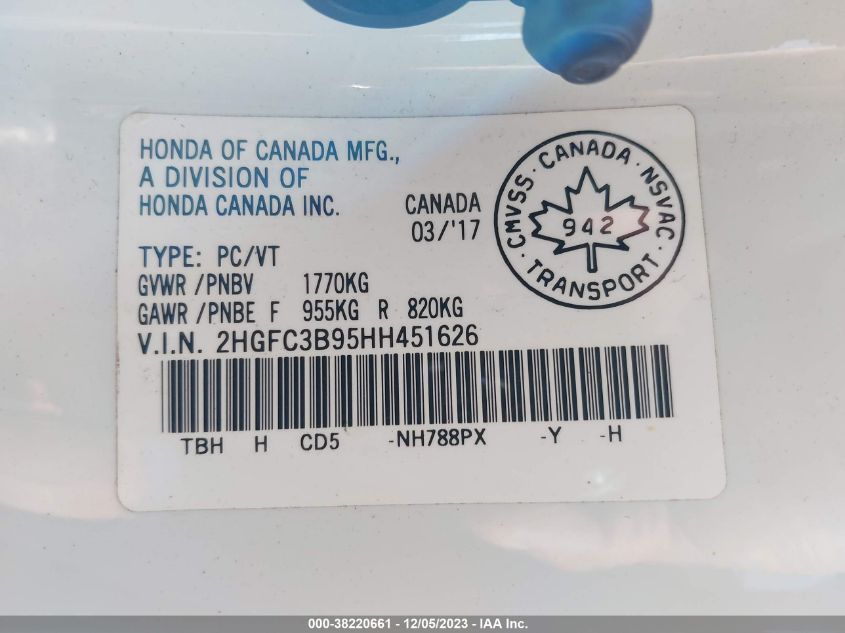 HONDA OF CANADA MFG.,
A DIVISION OF
HONDA CANADA INC.
CANADA
03/'17
CMVSS · CANADA · NSVAC
942
TRANSPORT
TYPE: PC/VT
GVWR /PNBV 1770KG
GAWR /PNBE F 955KG R 820KG
V.I.N. 2HGFC3B95HH451626
TBH H CD5 -NH788PX -Y -H
000-38220661 - 12/05/2023 - IAA Inc.